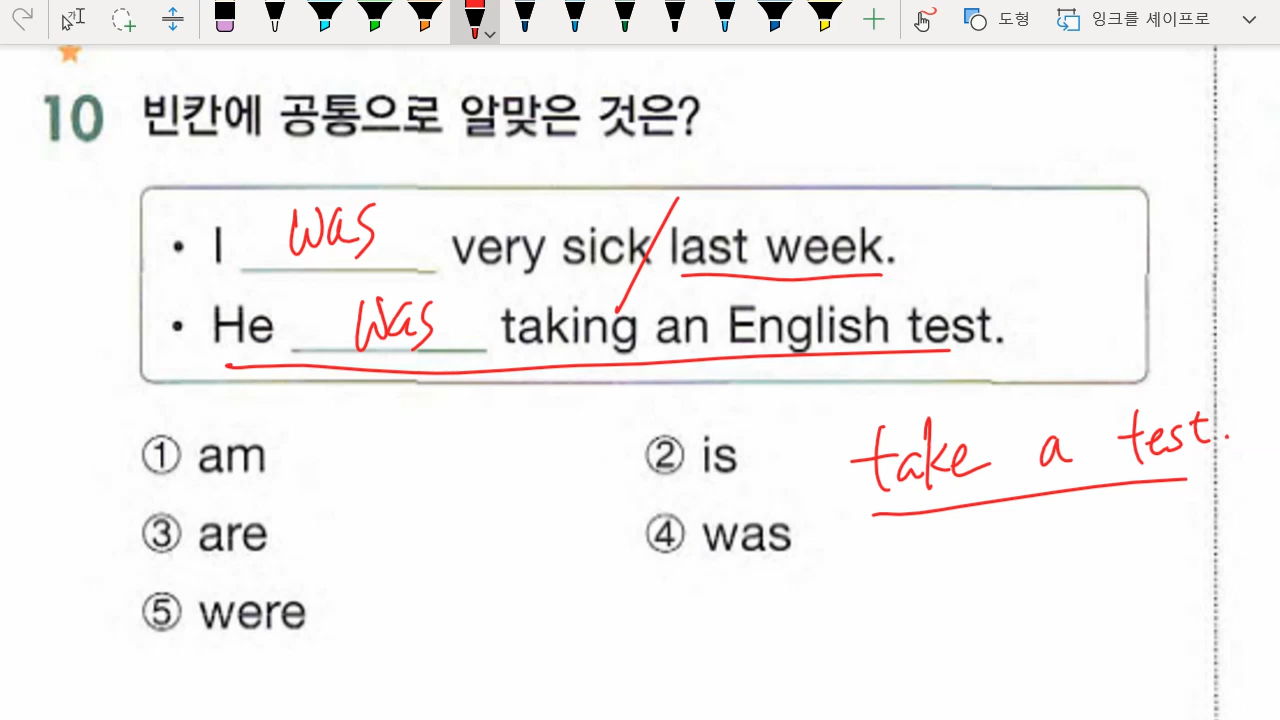 도형
잉크를 셰이프로
10 빈칸에 공통으로 알맞은 것은?
• I was very sick last week.
• He was taking an English test.
① am
② is
take a test.
③ are
④ was
⑤ were